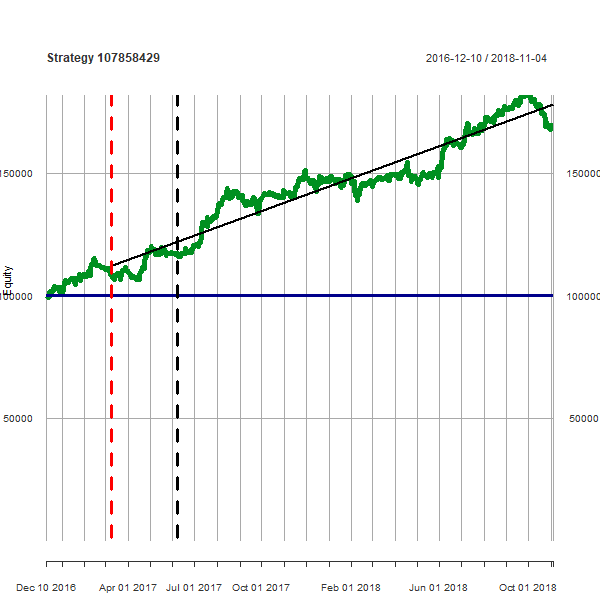 Strategy 107858429
2016-12-10 / 2018-11-04
150000
150000
Equity
100000
100000
50000
50000
Dec 10 2016
Apr 01 2017
Jul 01 2017
Oct 01 2017
Feb 01 2018
Jun 01 2018
Oct 01 2018